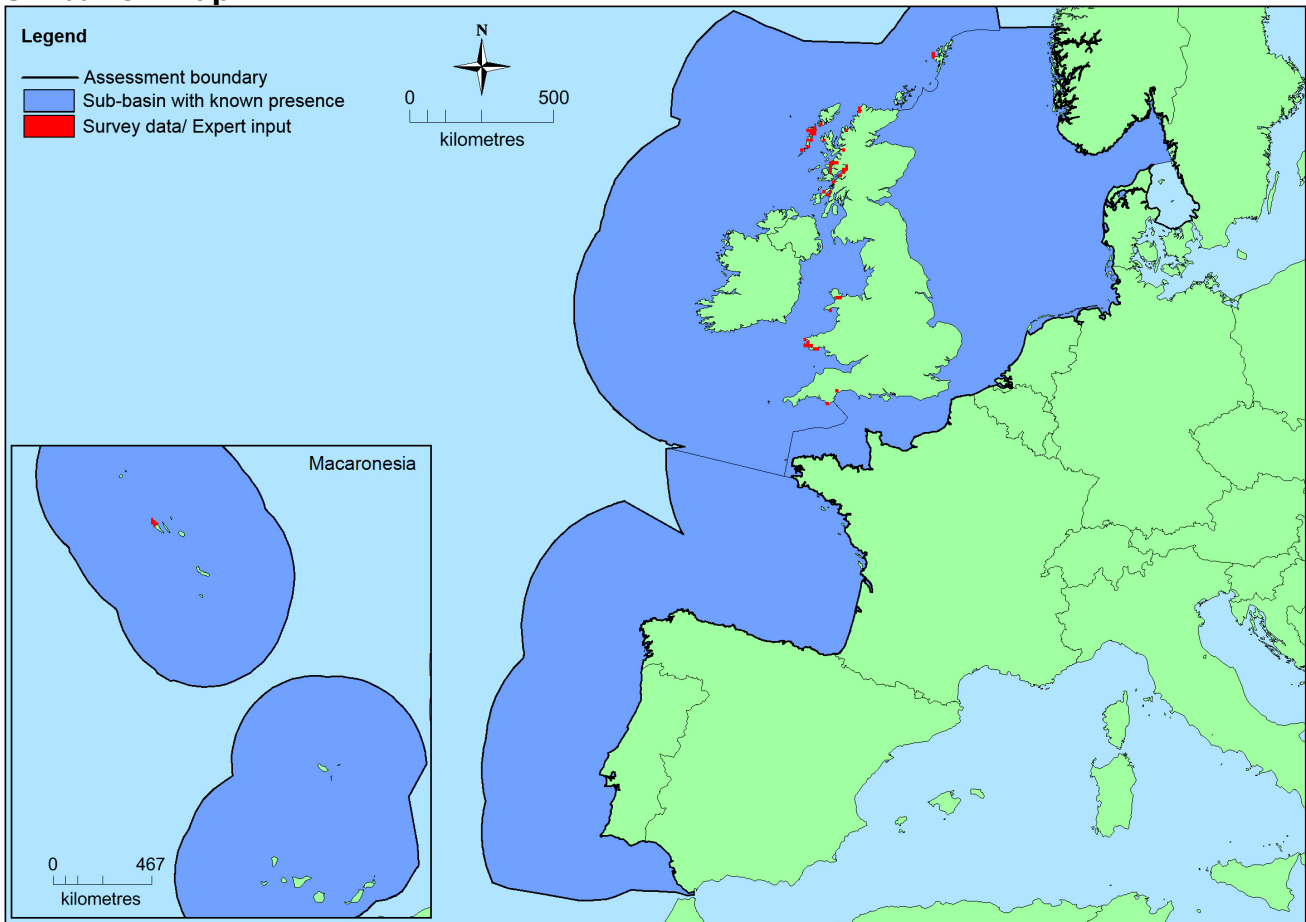 Legend
Assessment boundary
Sub-basin with known presence
Survey data/ Expert input
N
0 500
kilometres
Macaronesia
0 467
kilometres